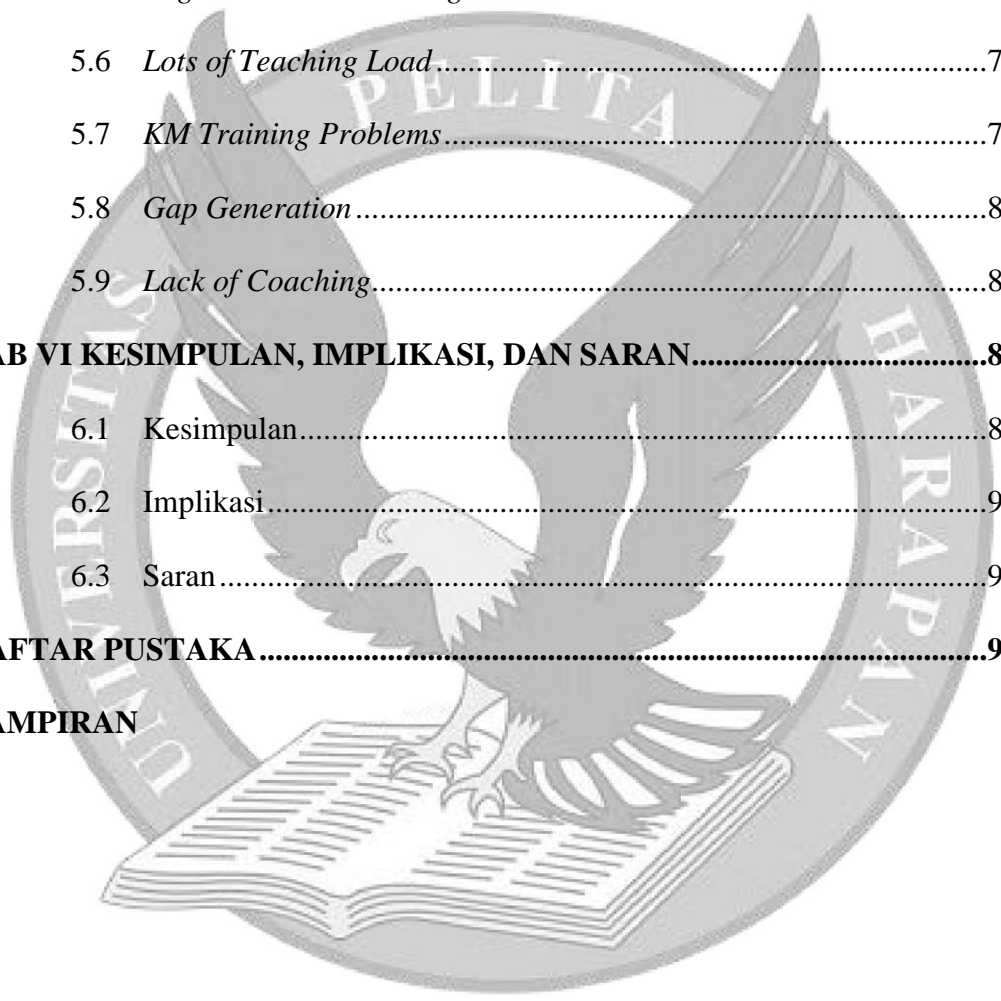 5.6 Lots of Teaching Load ........................................ 7
5.7 KM Training Problems ........................................ 7
5.8 Gap Generation ........................................ 8
5.9 Lack of Coaching ........................................ 8
AB VI KESIMPULAN, IMPLIKASI, DAN SARAN ........................................ 8
6.1 Kesimpulan ........................................ 8
6.2 Implikasi ........................................ 9
6.3 Saran ........................................ 9
AFTAR PUSTAKA ........................................ 9
AMPIRAN
UNIVERSITAS PELITA HARAPAN